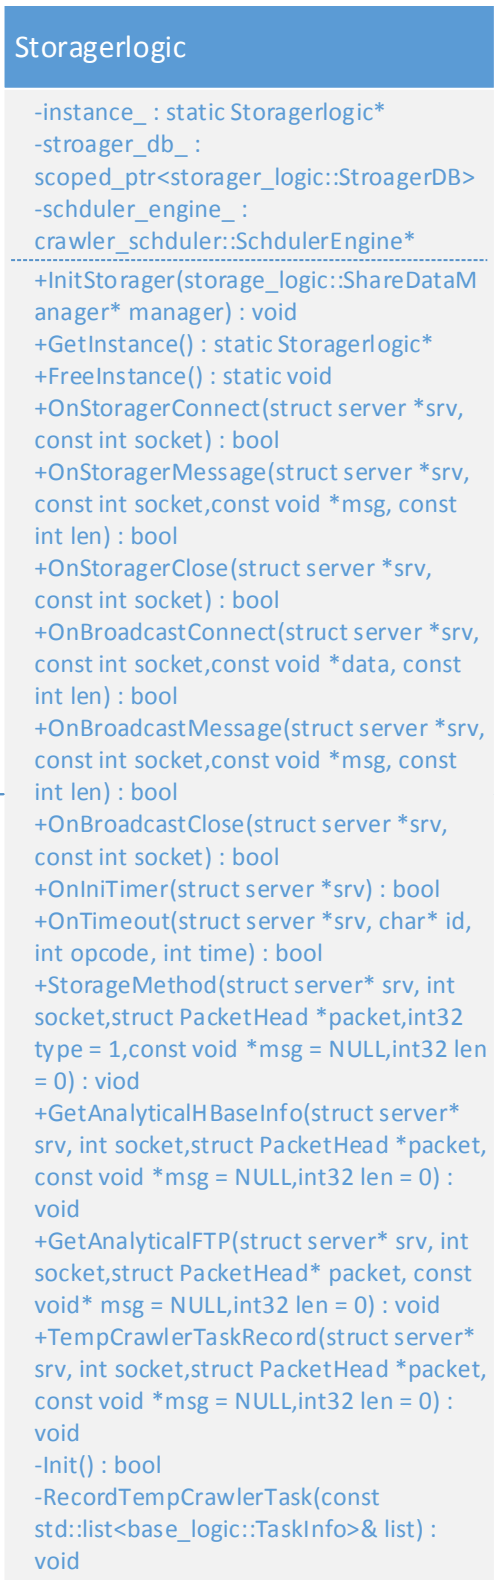 Storagerlogic
-instance_ : static Storagerlogic*
-stroager_db_ :
scoped_ptr<storager_logic::StroagerDB>
-schduler_engine_ :
crawler_schduler::SchdulerEngine*
+InitStorager(storage_logic::ShareDataM
anager* manager) : void
+GetInstance() : static Storagerlogic*
+FreeInstance() : static void
+OnStoragerConnect(struct server *srv,
const int socket) : bool
+OnStoragerMessage(struct server *srv,
const int socket,const void *msg, const
int len) : bool
+OnStoragerClose(struct server *srv,
const int socket) : bool
+OnBroadcastConnect(struct server *srv,
const int socket,const void *data, const
int len) : bool
+OnBroadcastMessage(struct server *srv,
const int socket,const void *msg, const
int len) : bool
+OnBroadcastClose(struct server *srv,
const int socket) : bool
+OnIniTimer(struct server *srv) : bool
+OnTimeout(struct server *srv, char* id,
int opcode, int time) : bool
+StorageMethod(struct server* srv, int
socket,struct PacketHead *packet,int32
type = 1,const void *msg = NULL,int32 len
= 0) : viod
+GetAnalyticalHBaseInfo(struct server*
srv, int socket,struct PacketHead *packet,
const void *msg = NULL,int32 len = 0) :
void
+GetAnalyticalFTP(struct server* srv, int
socket,struct PacketHead* packet, const
void* msg = NULL,int32 len = 0) : void
+TempCrawlerTaskRecord(struct server*
srv, int socket,struct PacketHead *packet,
const void *msg = NULL,int32 len = 0) :
void
-Init() : bool
-RecordTempCrawlerTask(const
std::list<base_logic::TaskInfo>& list) :
void